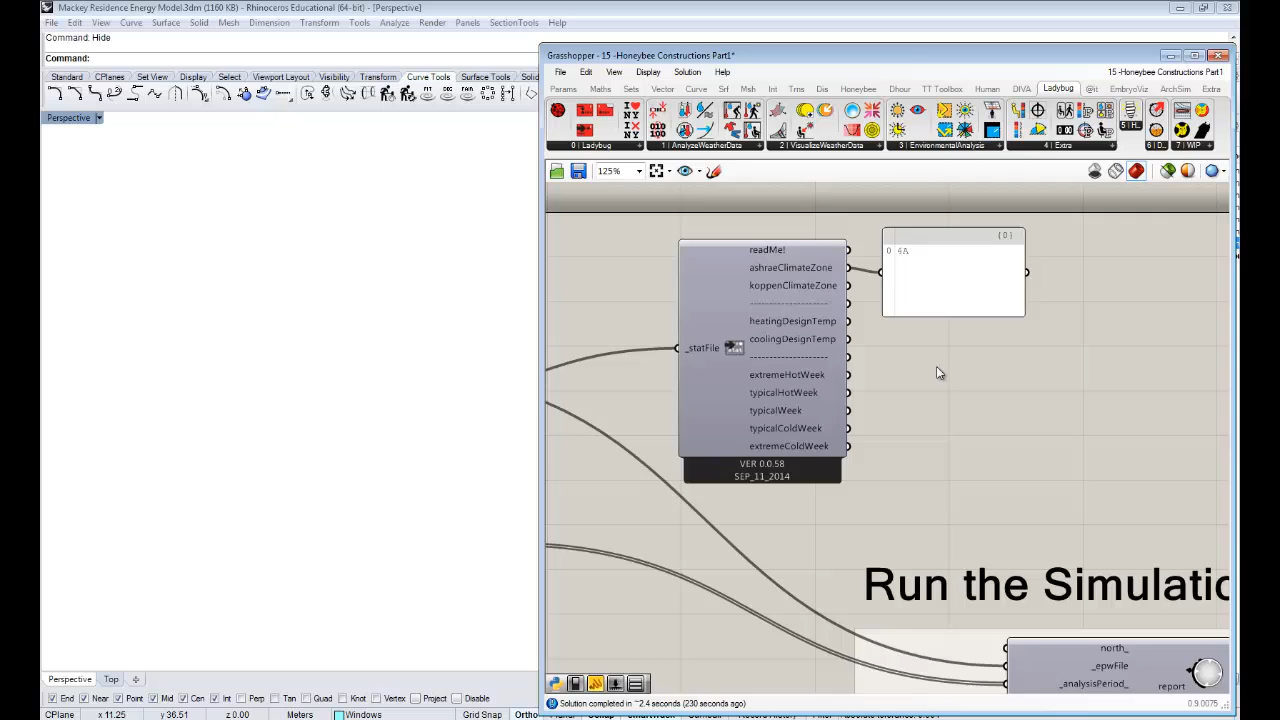 Mackey Residence Energy Model.3dm (1160 KB) - Rhinoceros Educational (64-bit) - [Perspective]
File Edit View Curve Surface Solid Mesh Dimension Transform Tools Analyze Render Panels SectionTools Help
Command: Hide
Command:
Standard CPlanes Set View Display Select Viewport Layout Visibility Transform Curve Tools Surface Tools Solid
Perspective
Grasshopper - 15 -Honeybee Constructions Part1*
File Edit View Display Solution Help 15 -Honeybee Constructions Part1
Params Maths Sets Vector Curve Srf Msh Int Trns Dis Honeybee Dhour TT Toolbox Human DIVA Ladybug @it EmbryoViz ArchSim Extra
0 | Ladybug 1 | AnalyzeWeatherData 2 | VisualizeWeatherData 3 | EnvironmentalAnalysis 4 | Extra 5 | H.. 6 | D.. 7 | WIP
125%
readMe!
ashraeClimateZone
koppenClimateZone
--------------------
heatingDesignTemp
coolingDesignTemp
--------------------
_statFile
extremeHotWeek
typicalHotWeek
typicalWeek
typicalColdWeek
extremeColdWeek
VER 0.0.58
SEP_11_2014
{0}
0 4A
Run the Simulatio
north_
_epwFile
_analysisPeriod_
report
Solution completed in ~2.4 seconds (230 seconds ago) 0.9.0075
Perspective Top
End Near Point Mid Cen Int Perp Tan Quad Knot Vertex Project Disable
CPlane x 11.25 y 36.51 z 0.00 Meters Windows Grid Snap Ortho